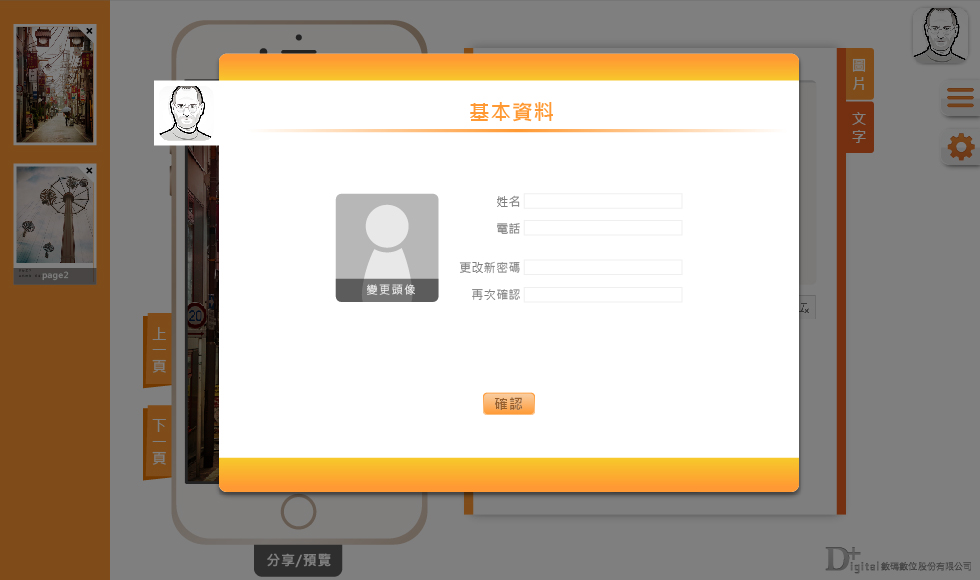 基本資料
姓名
電話
更改新密碼
再次確認
變更頭像
確認
圖片
文字
上一頁
下一頁
20
page2
分享/預覽
D+igital 數瑪數位股份有限公司